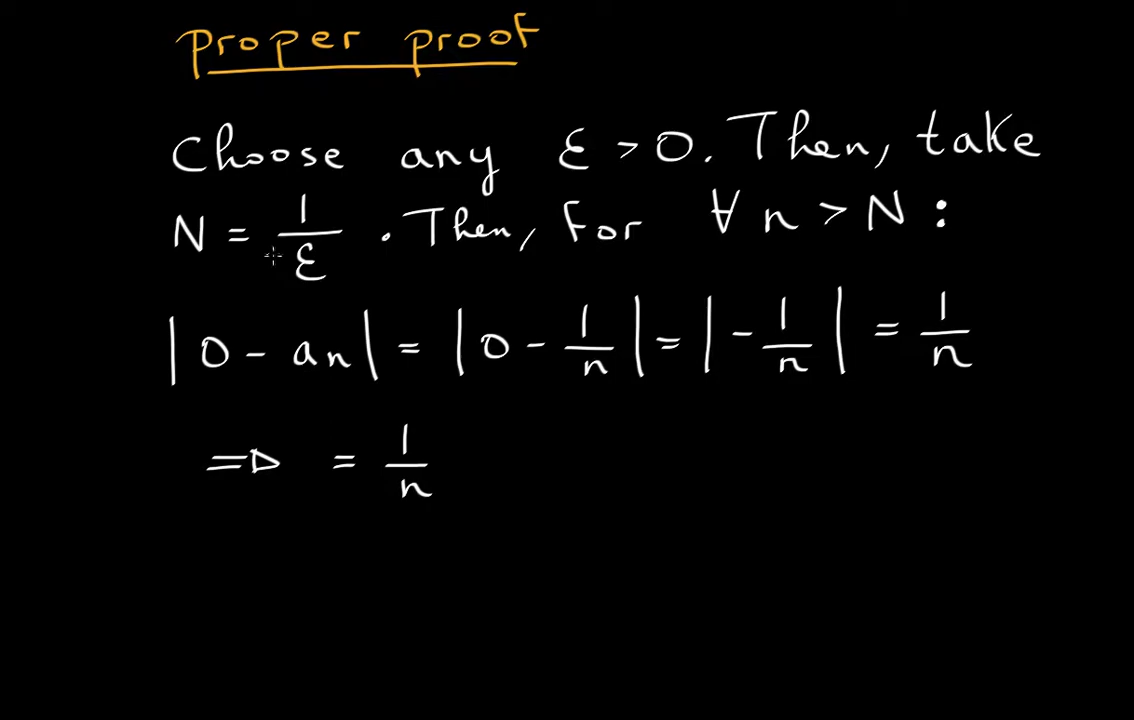 Proper proof
Choose any ε > 0. Then, take
N = 1/ε. Then, for ∀ n > N:
|0 - an| = |0 - 1/n| = |- 1/n| = 1/n
⇒ = 1/n